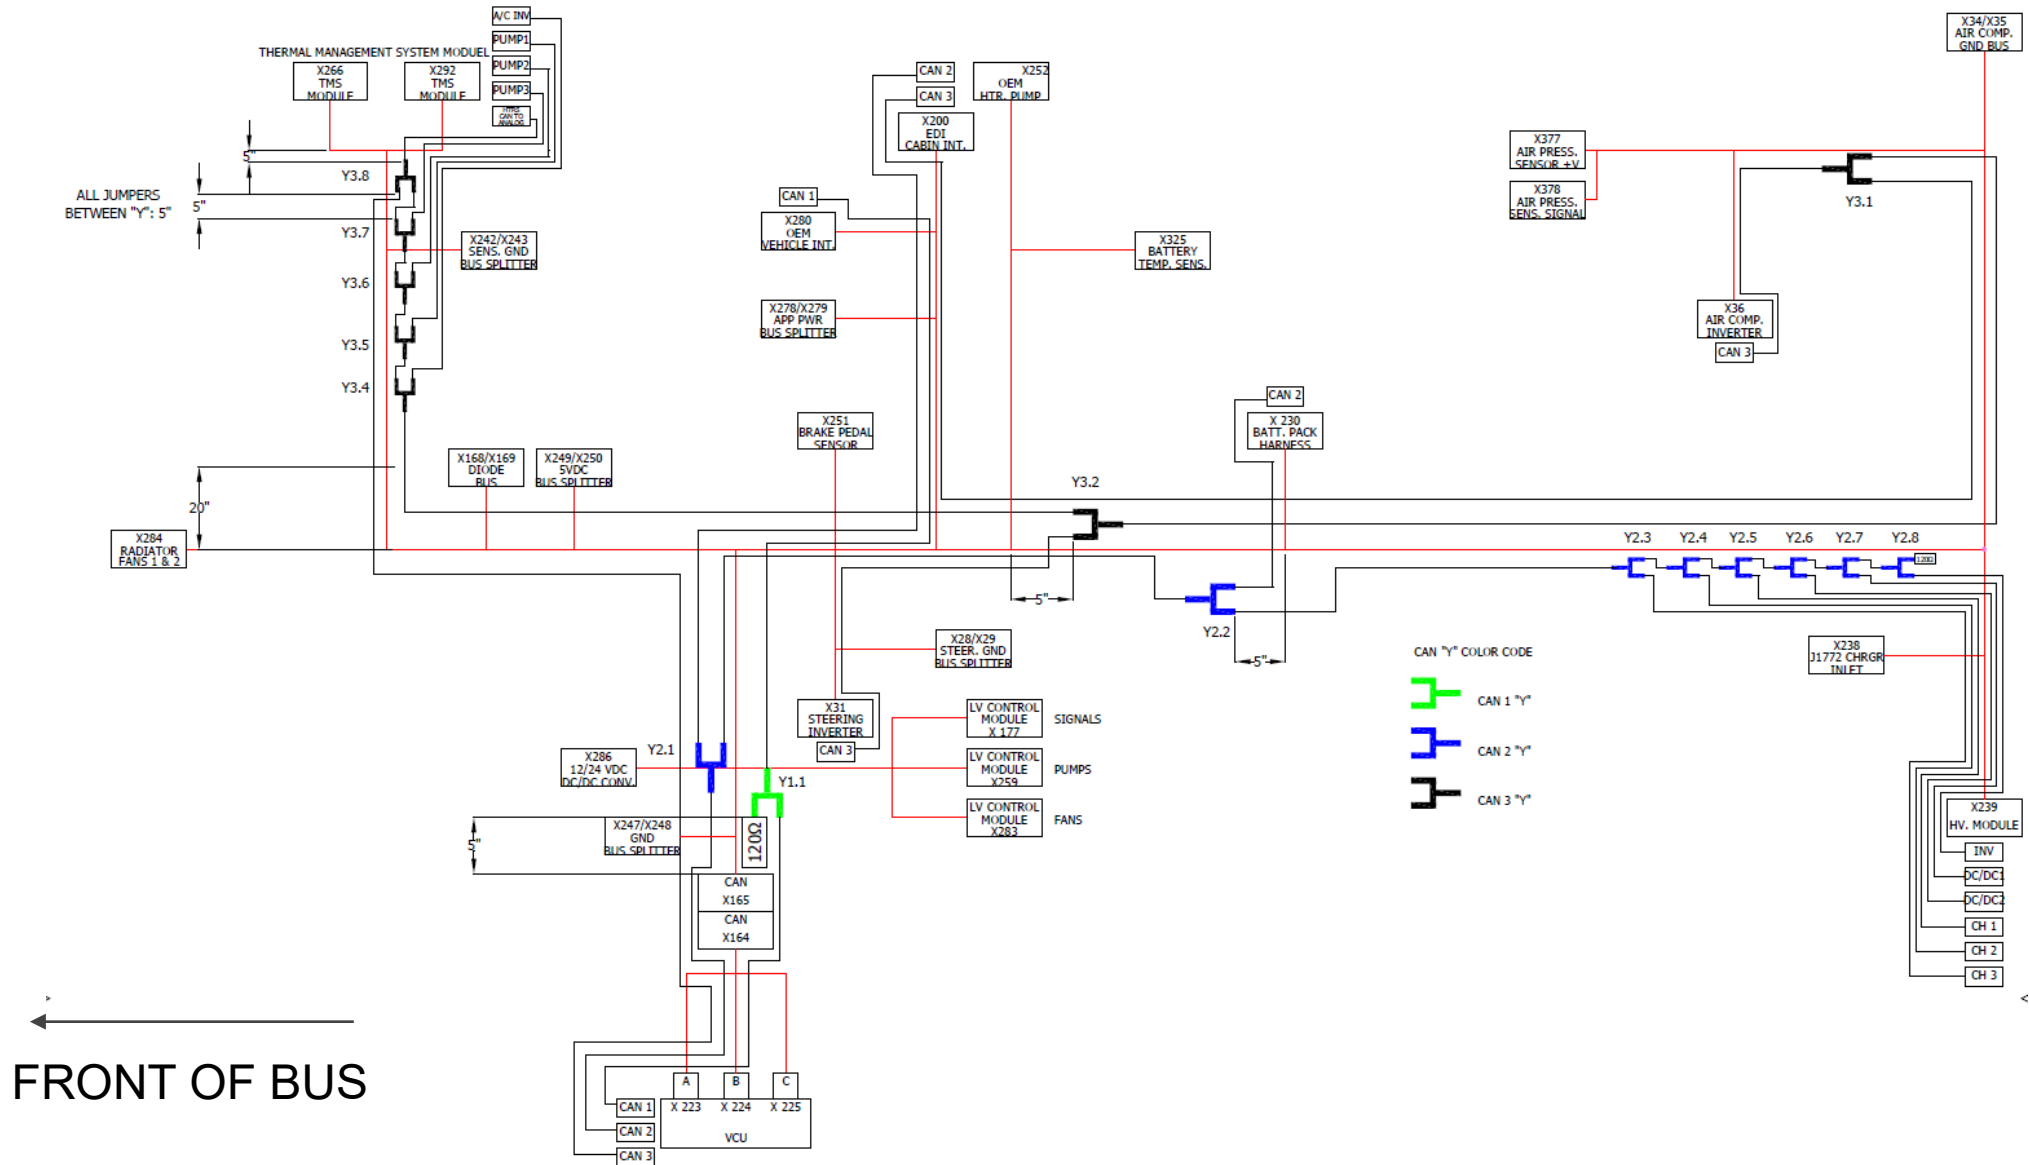 A/C INV
PUMP1
PUMP2
PUMP3
HTRS
CAN TO
ANALOG
THERMAL MANAGEMENT SYSTEM MODUEL
X266
TMS
MODULE
X292
TMS
MODULE
5"
Y3.8
ALL JUMPERS
BETWEEN "Y": 5"
5"
Y3.7
X242/X243
SENS. GND
BUS SPLITTER
Y3.6
Y3.5
Y3.4
X168/X169
DIODE
BUS
X249/X250
5VDC
BUS SPLITTER
20"
X284
RADIATOR
FANS 1 & 2
CAN 2
CAN 3
X200
EDI
CABIN INT.
X252
OEM
HTR. PUMP
CAN 1
X280
OEM
VEHICLE INT.
X278/X279
APP PWR
BUS SPLITTER
X325
BATTERY
TEMP. SENS.
X251
BRAKE PEDAL
SENSOR
CAN 2
X 230
BATT. PACK
HARNESS
Y3.2
X34/X35
AIR COMP.
GND BUS
X377
AIR PRESS.
SENSOR +V
X378
AIR PRESS.
SENS. SIGNAL
Y3.1
X36
AIR COMP.
INVERTER
CAN 3
Y2.3
Y2.4
Y2.5
Y2.6
Y2.7
Y2.8
120Ω
5"
Y2.2
5"
X28/X29
STEER. GND
BUS SPLITTER
X31
STEERING
INVERTER
CAN 3
X238
J1772 CHRGR
INLET
CAN "Y" COLOR CODE
CAN 1 "Y"
CAN 2 "Y"
CAN 3 "Y"
LV CONTROL
MODULE
X 177
SIGNALS
LV CONTROL
MODULE
X259
PUMPS
LV CONTROL
MODULE
X283
FANS
X286
12/24 VDC
DC/DC CONV.
Y2.1
Y1.1
X247/X248
GND
BUS SPLITTER
5"
120Ω
CAN
X165
CAN
X164
X239
HV. MODULE
INV
DC/DC1
DC/DC2
CH 1
CH 2
CH 3
FRONT OF BUS
A
B
C
X 223
X 224
X 225
VCU
CAN 1
CAN 2
CAN 3